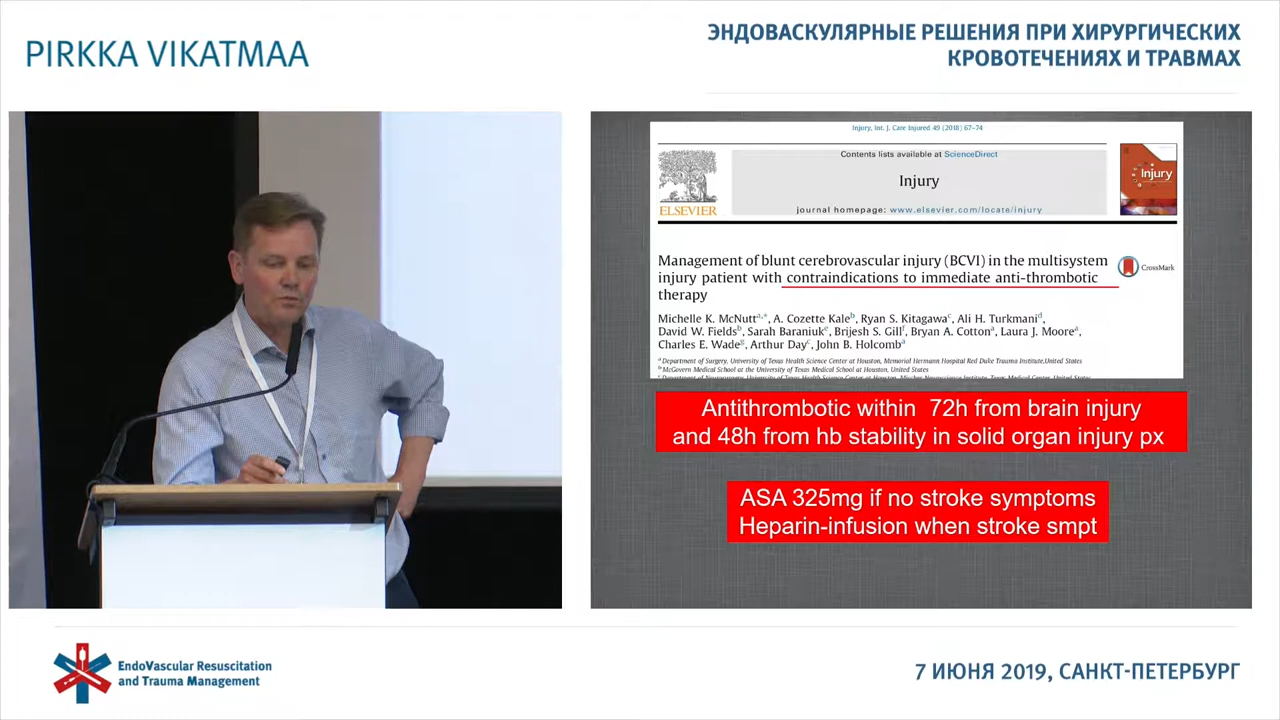 PIRKKA VIKATMAA
ЭНДОВАСКУЛЯРНЫЕ РЕШЕНИЯ ПРИ ХИРУРГИЧЕСКИХ
КРОВОТЕЧЕНИЯХ И ТРАВМАХ
Injury, Int. J. Care Injured 49 (2018) 67–74
Contents lists available at ScienceDirect
Injury
journal homepage: www.elsevier.com/locate/injury
ELSEVIER
Injury
Management of blunt cerebrovascular injury (BCVI) in the multisystem
injury patient with contraindications to immediate anti-thrombotic
therapy
CrossMark
Michelle K. McNutt a,*, A. Cozette Kale b, Ryan S. Kitagawa c, Ali H. Turkmani d,
David W. Fields b, Sarah Baraniuk e, Brijesh S. Gill f, Bryan A. Cotton a, Laura J. Moore a,
Charles E. Wade g, Arthur Day c, John B. Holcomb a
a Department of Surgery, University of Texas Health Science Center at Houston, Memorial Hermann Hospital Red Duke Trauma Institute, United States
b McGovern Medical School at the University of Texas Medical School at Houston, United States
Antithrombotic within 72h from brain injury
and 48h from hb stability in solid organ injury px
ASA 325mg if no stroke symptoms
Heparin-infusion when stroke smpt
EndoVascular Resuscitation
and Trauma Management
7 ИЮНЯ 2019, САНКТ-ПЕТЕРБУРГ